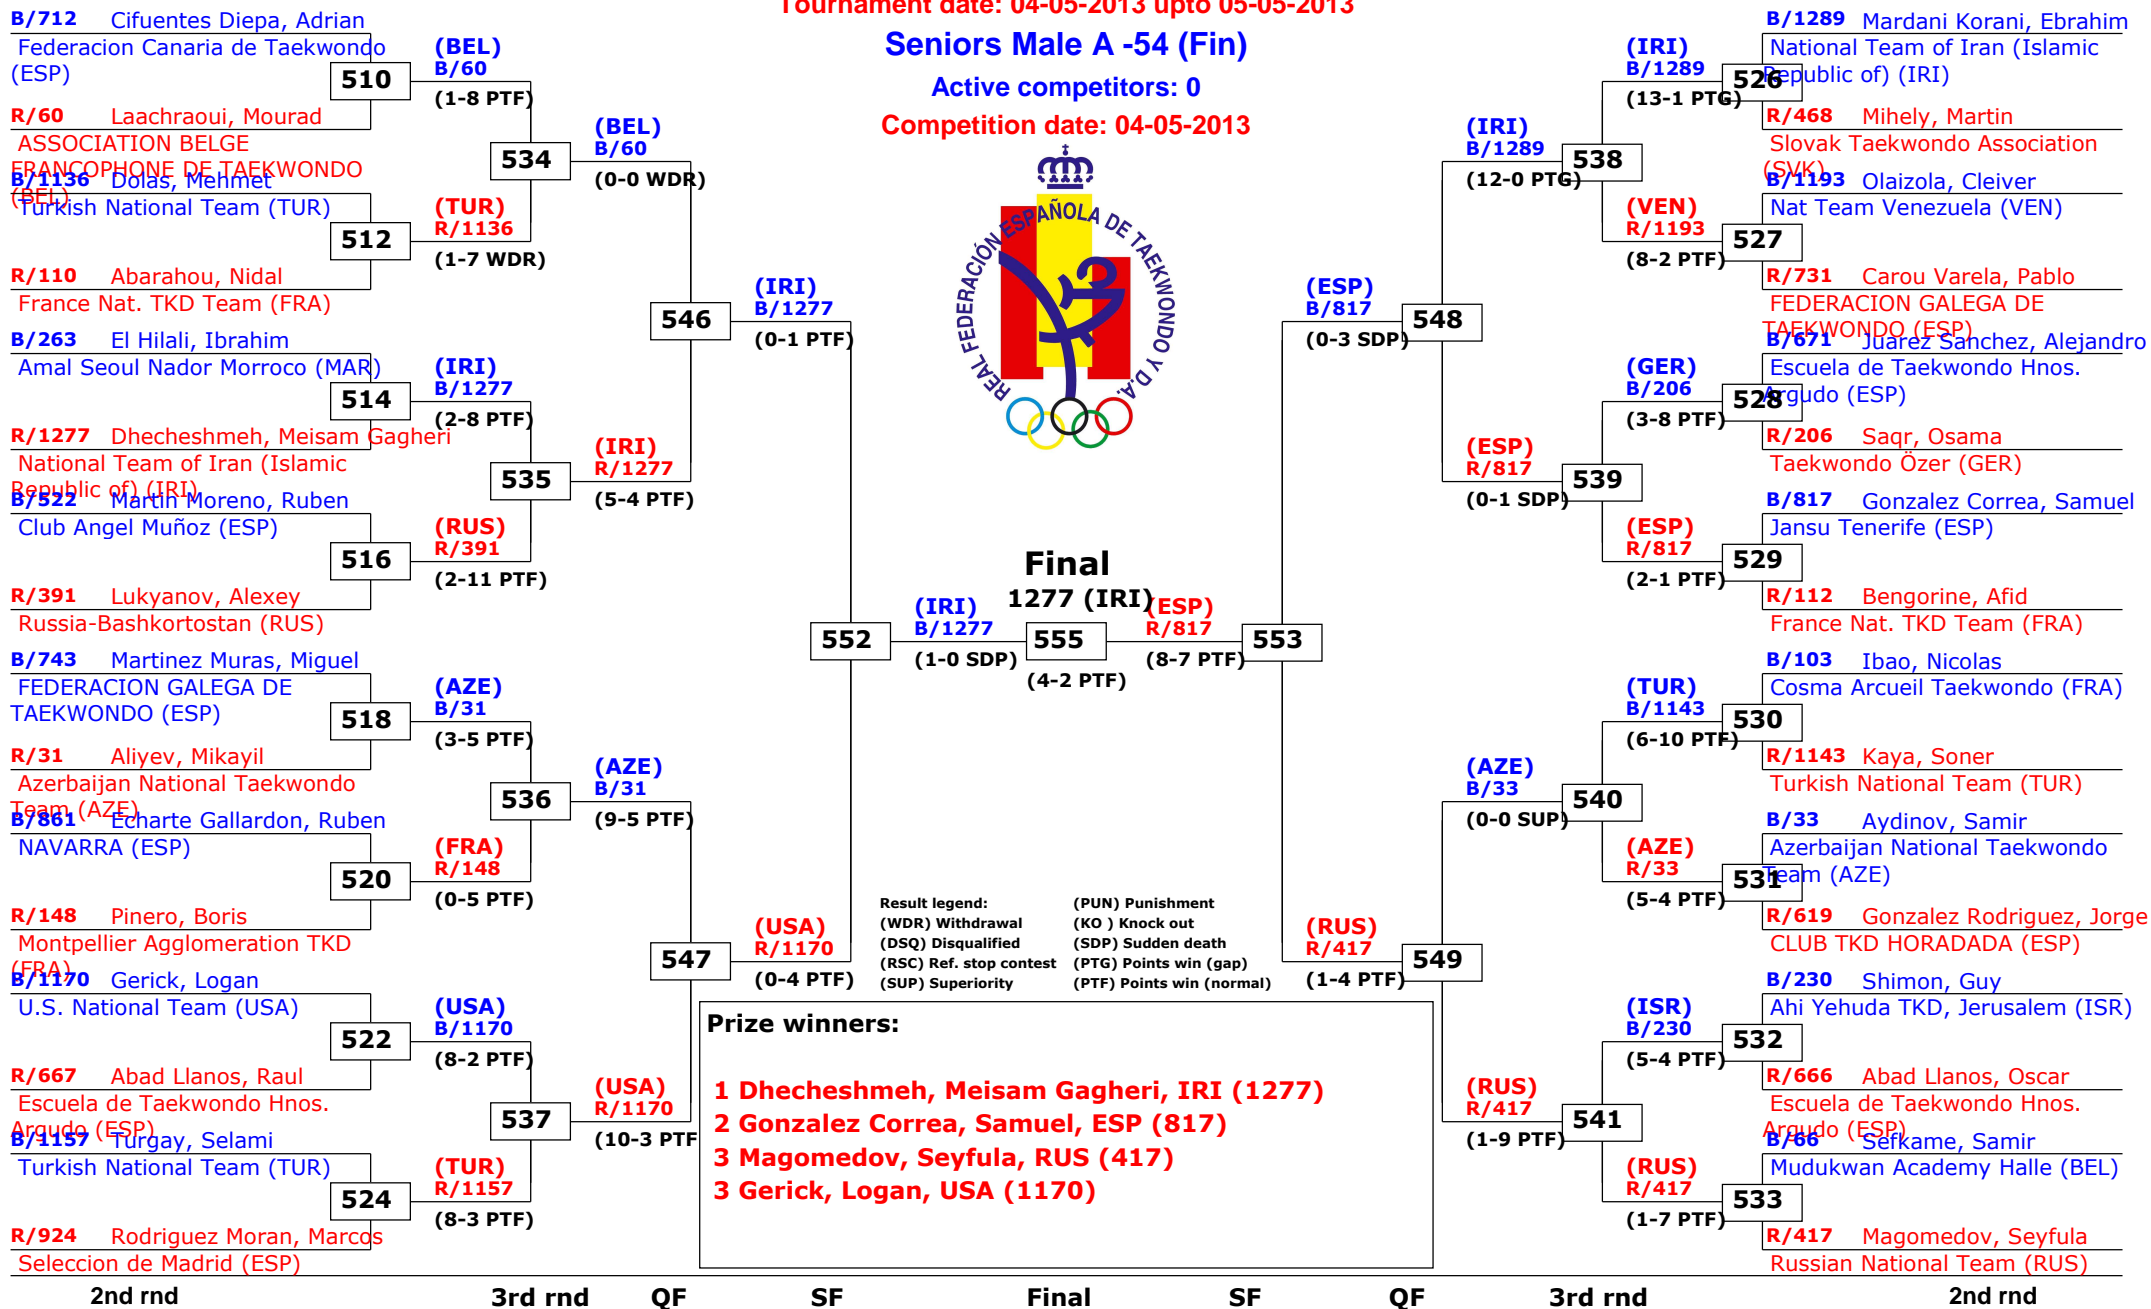 Tournament date: 04-05-2013 upto 05-05-2013
Seniors Male A -54 (Fin)
Active competitors: 0
Competition date: 04-05-2013
REAL FEDERACIÓN ESPAÑOLA DE TAEKWONDO Y D.A.
B/712 Cifuentes Diepa, Adrian
Federacion Canaria de Taekwondo
(ESP)
510
R/60 Laachraoui, Mourad
ASSOCIATION BELGE
FRANCOPHONE DE TAEKWONDO
(BEL)
B/1136 Dolas, Mehmet
Turkish National Team (TUR)
512
R/110 Abarahou, Nidal
France Nat. TKD Team (FRA)
B/263 El Hilali, Ibrahim
Amal Seoul Nador Morroco (MAR)
514
R/1277 Dhecheshmeh, Meisam Gagheri
National Team of Iran (Islamic
Republic of) (IRI)
B/522 Martin Moreno, Ruben
Club Angel Muñoz (ESP)
516
R/391 Lukyanov, Alexey
Russia-Bashkortostan (RUS)
B/743 Martinez Muras, Miguel
FEDERACION GALEGA DE
TAEKWONDO (ESP)
518
R/31 Aliyev, Mikayil
Azerbaijan National Taekwondo
Team (AZE)
B/861 Echarte Gallardon, Ruben
NAVARRA (ESP)
520
R/148 Pinero, Boris
Montpellier Agglomeration TKD
(FRA)
B/1170 Gerick, Logan
U.S. National Team (USA)
522
R/667 Abad Llanos, Raul
Escuela de Taekwondo Hnos.
Argudo (ESP)
B/1157 Turgay, Selami
Turkish National Team (TUR)
524
R/924 Rodriguez Moran, Marcos
Seleccion de Madrid (ESP)
(BEL)
B/60
(1-8 PTF)
534
(TUR)
R/1136
(1-7 WDR)
(IRI)
B/1277
(2-8 PTF)
535
(RUS)
R/391
(2-11 PTF)
(AZE)
B/31
(3-5 PTF)
536
(FRA)
R/148
(0-5 PTF)
(USA)
B/1170
(8-2 PTF)
537
(TUR)
R/1157
(8-3 PTF)
(BEL)
B/60
(0-0 WDR)
546
(IRI)
R/1277
(5-4 PTF)
(AZE)
B/31
(9-5 PTF)
547
(USA)
R/1170
(10-3 PTF
(IRI)
B/1277
(0-1 PTF)
552
(USA)
R/1170
(0-4 PTF)
Final
1277 (IRI)
(IRI)
B/1277
(1-0 SDP)
555
(4-2 PTF)
(ESP)
R/817
(8-7 PTF)
553
(ESP)
B/817
(0-3 SDP)
548
(RUS)
R/417
(1-4 PTF)
549
(IRI)
B/1289
(12-0 PTG)
538
(ESP)
R/817
(0-1 SDP)
539
(AZE)
B/33
(0-0 SUP)
540
(RUS)
R/417
(1-9 PTF)
541
(IRI)
B/1289
(13-1 PTG)
526
(VEN)
R/1193
(8-2 PTF)
527
(GER)
B/206
(3-8 PTF)
528
(ESP)
R/817
(2-1 PTF)
529
(TUR)
B/1143
(6-10 PTF)
530
(AZE)
R/33
(5-4 PTF)
531
(ISR)
B/230
(5-4 PTF)
532
(RUS)
R/417
(1-7 PTF)
533
B/1289 Mardani Korani, Ebrahim
National Team of Iran (Islamic
Republic of) (IRI)
R/468 Mihely, Martin
Slovak Taekwondo Association
(SVK)
B/1193 Olaizola, Cleiver
Nat Team Venezuela (VEN)
R/731 Carou Varela, Pablo
FEDERACION GALEGA DE
TAEKWONDO (ESP)
B/671 Juarez Sanchez, Alejandro
Escuela de Taekwondo Hnos.
Argudo (ESP)
R/206 Saqr, Osama
Taekwondo Özer (GER)
B/817 Gonzalez Correa, Samuel
Jansu Tenerife (ESP)
R/112 Bengorine, Afid
France Nat. TKD Team (FRA)
B/103 Ibao, Nicolas
Cosma Arcueil Taekwondo (FRA)
R/1143 Kaya, Soner
Turkish National Team (TUR)
B/33 Aydinov, Samir
Azerbaijan National Taekwondo
Team (AZE)
R/619 Gonzalez Rodriguez, Jorge
CLUB TKD HORADADA (ESP)
B/230 Shimon, Guy
Ahi Yehuda TKD, Jerusalem (ISR)
R/666 Abad Llanos, Oscar
Escuela de Taekwondo Hnos.
Argudo (ESP)
B/66 Sefkame, Samir
Mudukwan Academy Halle (BEL)
R/417 Magomedov, Seyfula
Russian National Team (RUS)
Result legend: (PUN) Punishment
(WDR) Withdrawal (KO ) Knock out
(DSQ) Disqualified (SDP) Sudden death
(RSC) Ref. stop contest (PTG) Points win (gap)
(SUP) Superiority (PTF) Points win (normal)
Prize winners:
1 Dhecheshmeh, Meisam Gagheri, IRI (1277)
2 Gonzalez Correa, Samuel, ESP (817)
3 Magomedov, Seyfula, RUS (417)
3 Gerick, Logan, USA (1170)
2nd rnd 3rd rnd QF SF Final SF QF 3rd rnd 2nd rnd